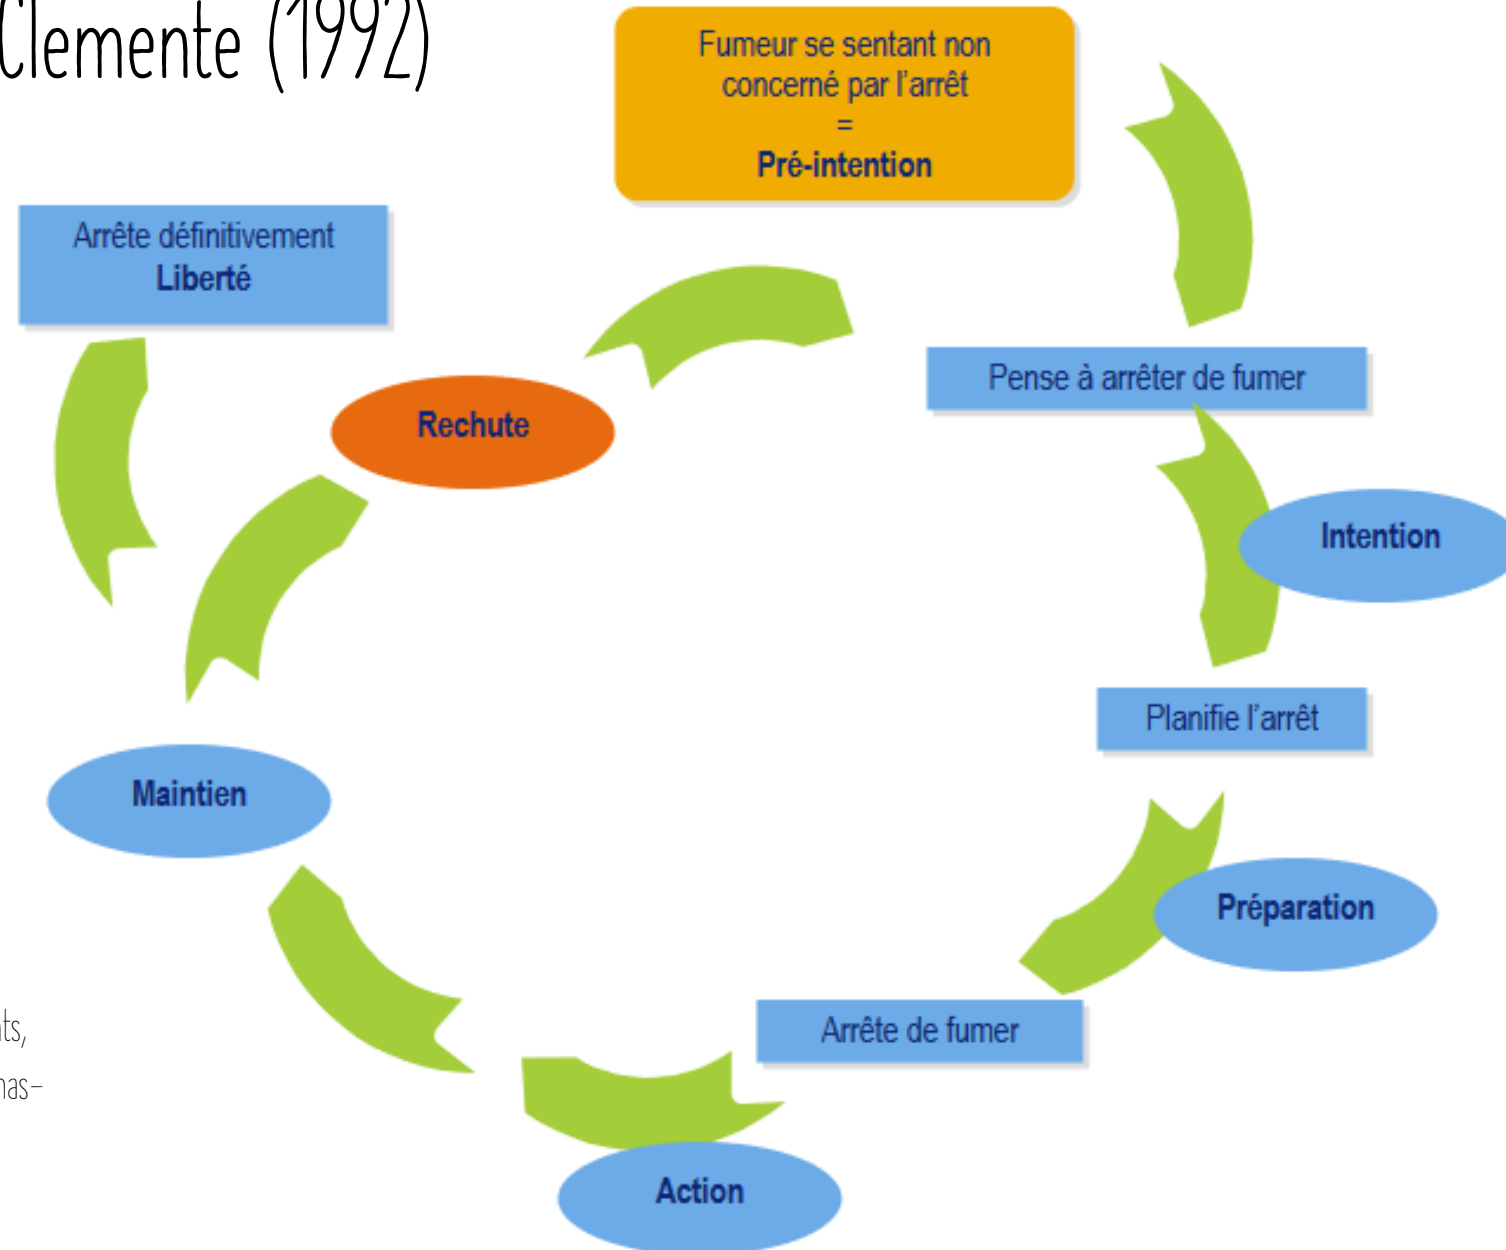 Clemente (1992)
Fumeur se sentant non
concerné par l'arrêt
=
Pré-intention
Arrête définitivement
Liberté
Pense à arrêter de fumer
Rechute
Intention
Planifie l'arrêt
Maintien
Préparation
Arrête de fumer
Action